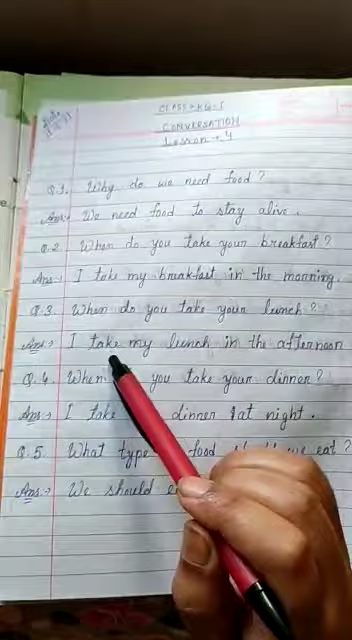 CLASS - KG-I
CONVERSATION
Lesson - 4
Q.1. Why do we need food?
Ans:- We need food to stay alive.
Q.2 When do you take your breakfast?
Ans:- I take my breakfast in the morning.
Q.3. When do you take your lunch?
Ans:- I take my lunch in the afternoon
Q.4. When you take your dinner?
Ans:- I take dinner at night.
Q.5. What type food we eat?
Ans:- We should